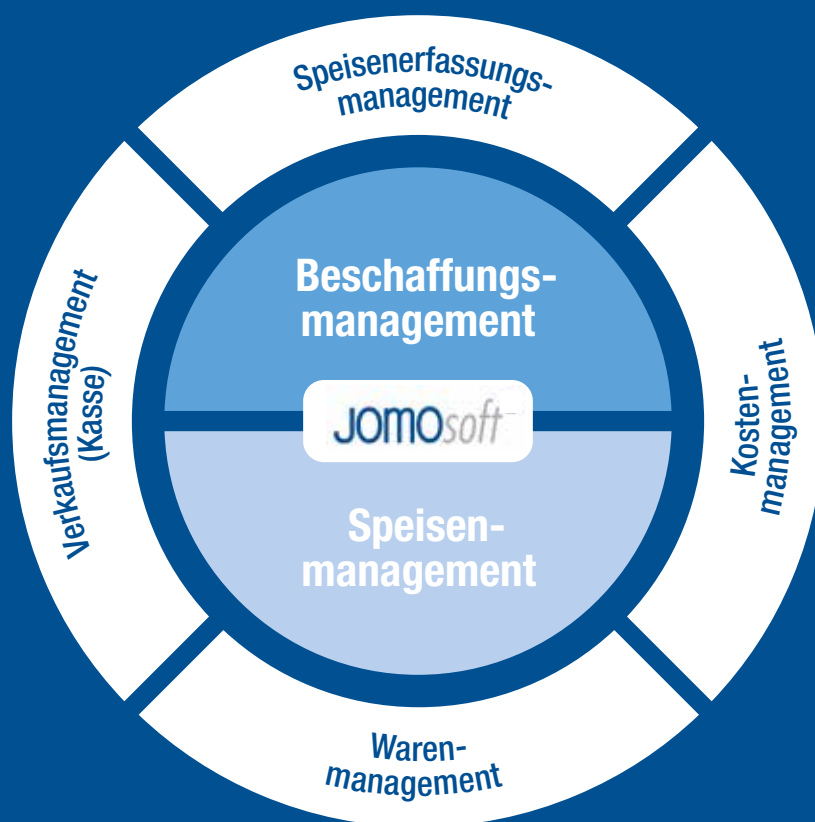 Speisenerfassungs-
management
Beschaffungs-
management
JOMOsoft
Speisen-
management
Verkaufsmanagement
(Kasse)
Kosten-
management
Waren-
management